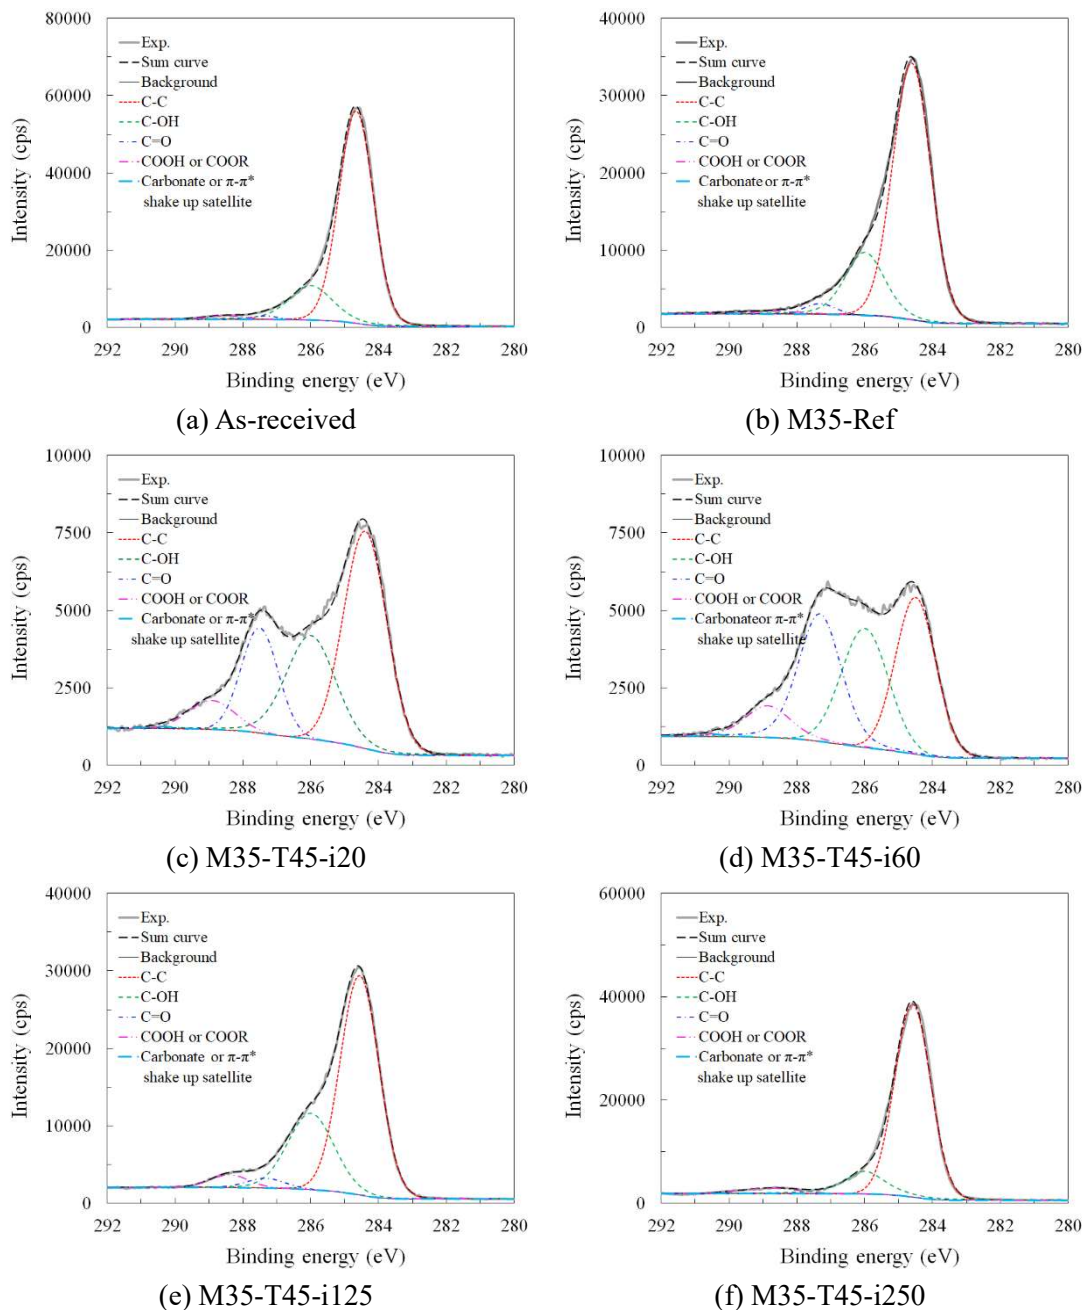 80000
60000
40000
20000
0
Intensity (cps)
Exp.
Sum curve
Background
C-C
C-OH
C=O
COOH or COOR
Carbonate or π-π*
shake up satellite
292 290 288 286 284 282 280
Binding energy (eV)
(a) As-received
40000
30000
20000
10000
0
Intensity (cps)
Exp.
Sum curve
Background
C-C
C-OH
C=O
COOH or COOR
Carbonate or π-π*
shake up satellite
292 290 288 286 284 282 280
Binding energy (eV)
(b) M35-Ref
10000
7500
5000
2500
0
Intensity (cps)
Exp.
Sum curve
Background
C-C
C-OH
C=O
COOH or COOR
Carbonate or π-π*
shake up satellite
292 290 288 286 284 282 280
Binding energy (eV)
(c) M35-T45-i20
10000
7500
5000
2500
0
Intensity (cps)
Exp.
Sum curve
Background
C-C
C-OH
C=O
COOH or COOR
Carbonateor π-π*
shake up satellite
292 290 288 286 284 282 280
Binding energy (eV)
(d) M35-T45-i60
40000
30000
20000
10000
0
Intensity (cps)
Exp.
Sum curve
Background
C-C
C-OH
C=O
COOH or COOR
Carbonate or π-π*
shake up satellite
292 290 288 286 284 282 280
Binding energy (eV)
(e) M35-T45-i125
60000
40000
20000
0
Intensity (cps)
Exp.
Sum curve
Background
C-C
C-OH
C=O
COOH or COOR
Carbonate or π-π*
shake up satellite
292 290 288 286 284 282 280
Binding energy (eV)
(f) M35-T45-i250